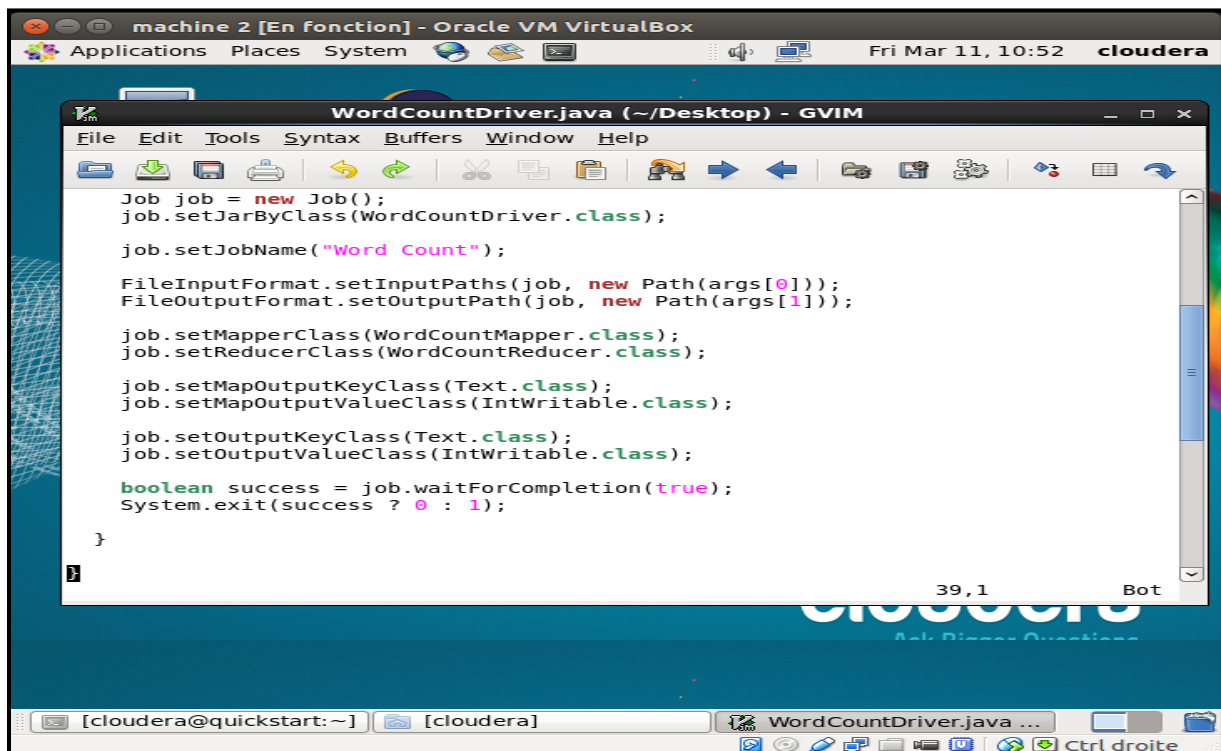 machine 2 [En fonction] - Oracle VM VirtualBox
Applications Places System Fri Mar 11, 10:52 cloudera
WordCountDriver.java (~/Desktop) - GVIM
File Edit Tools Syntax Buffers Window Help
Job job = new Job();
job.setJarByClass(WordCountDriver.class);
job.setJobName("Word Count");
FileInputFormat.setInputPaths(job, new Path(args[0]));
FileOutputFormat.setOutputPath(job, new Path(args[1]));
job.setMapperClass(WordCountMapper.class);
job.setReducerClass(WordCountReducer.class);
job.setMapOutputKeyClass(Text.class);
job.setMapOutputValueClass(IntWritable.class);
job.setOutputKeyClass(Text.class);
job.setOutputValueClass(IntWritable.class);
boolean success = job.waitForCompletion(true);
System.exit(success ? 0 : 1);
}
}
39,1 Bot
cloudera
Ask Bigger Questions
[cloudera@quickstart:~] [cloudera] WordCountDriver.java ...
Ctrl droite